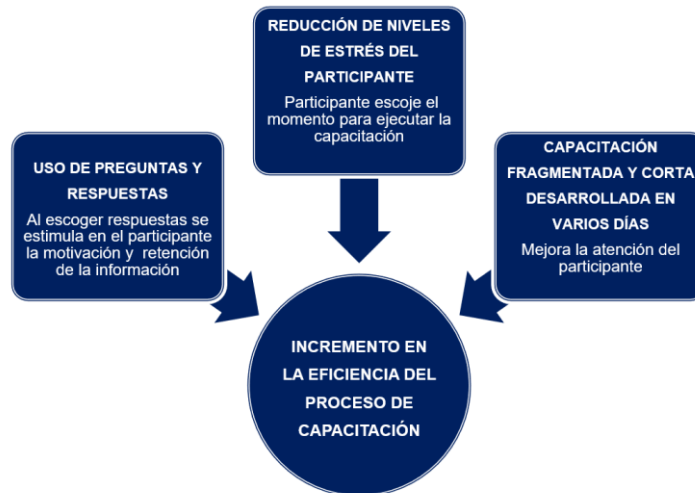 REDUCCIÓN DE NIVELES
DE ESTRÉS DEL
PARTICIPANTE
Participante escoje el
momento para ejecutar la
capacitación
USO DE PREGUNTAS Y
RESPUESTAS
Al escoger respuestas se
estimula en el participante
la motivación y retención
de la información
CAPACITACIÓN
FRAGMENTADA Y CORTA
DESARROLLADA EN
VARIOS DÍAS
Mejora la atención del
participante
INCREMENTO EN
LA EFICIENCIA DEL
PROCESO DE
CAPACITACIÓN